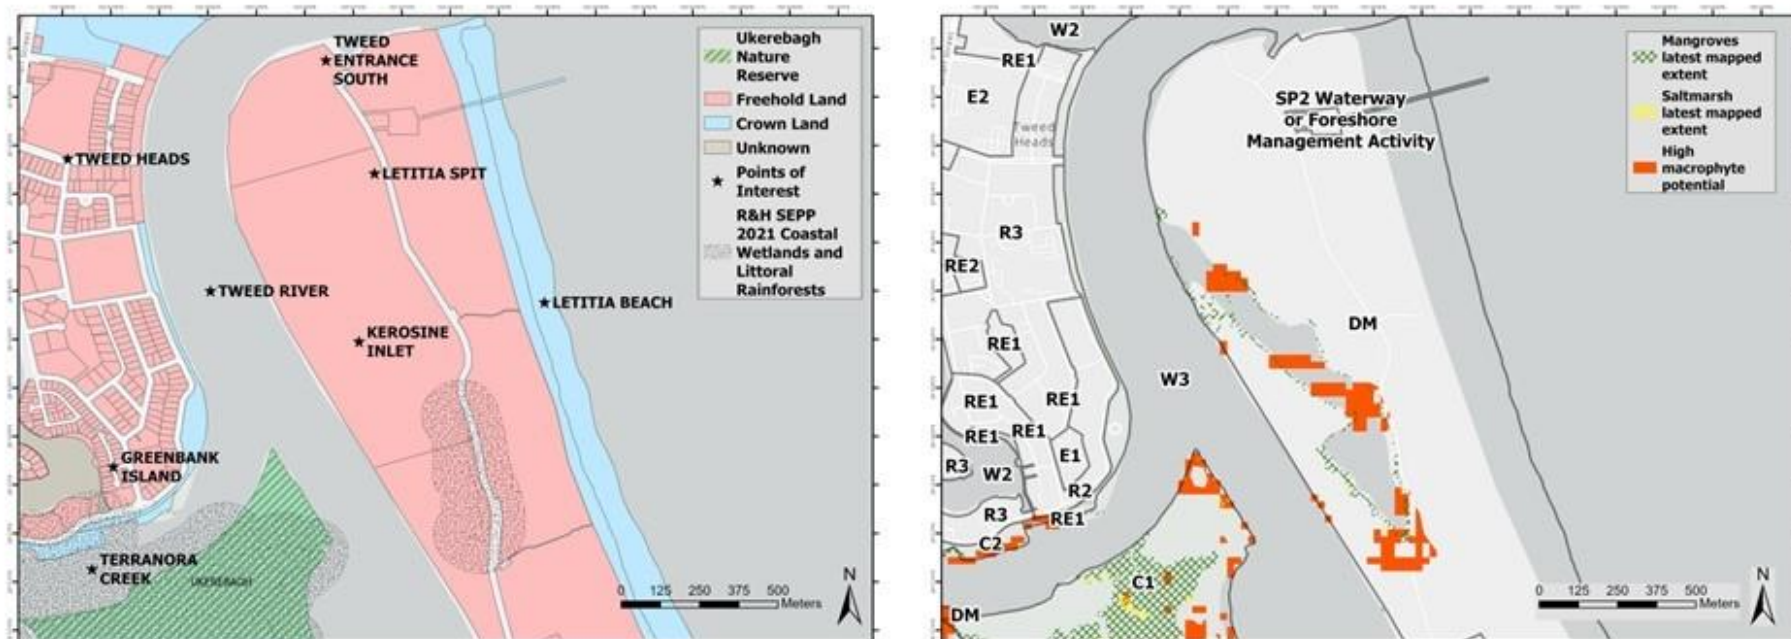 TWEED
ENTRANCE
SOUTH
TWEED HEADS
LETITIA SPIT
TWEED RIVER
LETITIA BEACH
KEROSINE
INLET
GREENBANK
ISLAND
TERRANORA
CREEK
UKEREBAGH
Ukerebagh
Nature
Reserve
Freehold Land
Crown Land
Unknown
Points of
Interest
R&H SEPP
2021 Coastal
Wetlands and
Littoral
Rainforests
N
0 125 250 375 500
Meters
W2
RE1
E2
Tweed
Heads
SP2 Waterway
or Foreshore
Management Activity
R3
RE2
DM
RE1
W3
RE1
RE1
RE1
RE1
E1
R3
W2
R2
R3
RE1
C2
C1
DM
Mangroves
latest mapped
extent
Saltmarsh
latest mapped
extent
High
macrophyte
potential
N
0 125 250 375 500
Meters